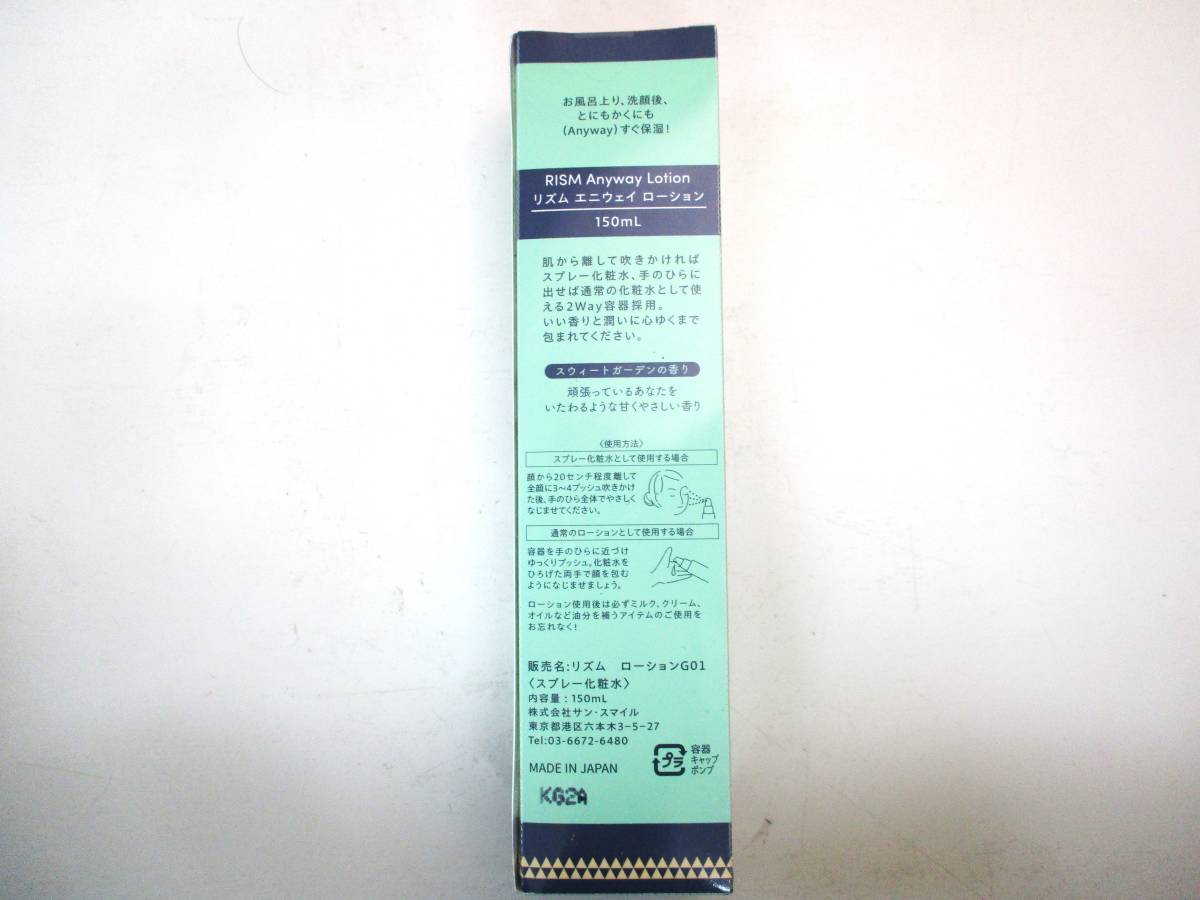 お風呂上り、洗顔後、
とにもかくにも
(Anyway)すぐ保湿!
RISM Anyway Lotion
リズム エニウェイ ローション
150mL
肌から離して吹きかければ
スプレー化粧水、手のひらに
出せば通常の化粧水として使
える2Way容器採用。
いい香りと潤いに心ゆくまで
包まれてください。
スウィートガーデンの香り
頑張っているあなたを
いたわるような甘くやさしい香り
〈使用方法〉
スプレー化粧水として使用する場合
顔から20センチ程度離して
全顔に3〜4プッシュ吹きかけ
た後、手のひら全体でやさしく
なじませてください。
通常のローションとして使用する場合
容器を手のひらに近づけ
ゆっくりプッシュ。化粧水を
ひろげた両手で顔を包む
ようになじませましょう。
ローション使用後は必ずミルク、クリーム、
オイルなど油分を補うアイテムのご使用を
お忘れなく!
販売名:リズム ローションG01
〈スプレー化粧水〉
内容量:150mL
株式会社サン・スマイル
東京都港区六本木3-5-27
Tel:03-6672-6480
MADE IN JAPAN
プラ
容器
キャップ
ポンプ
KG2A